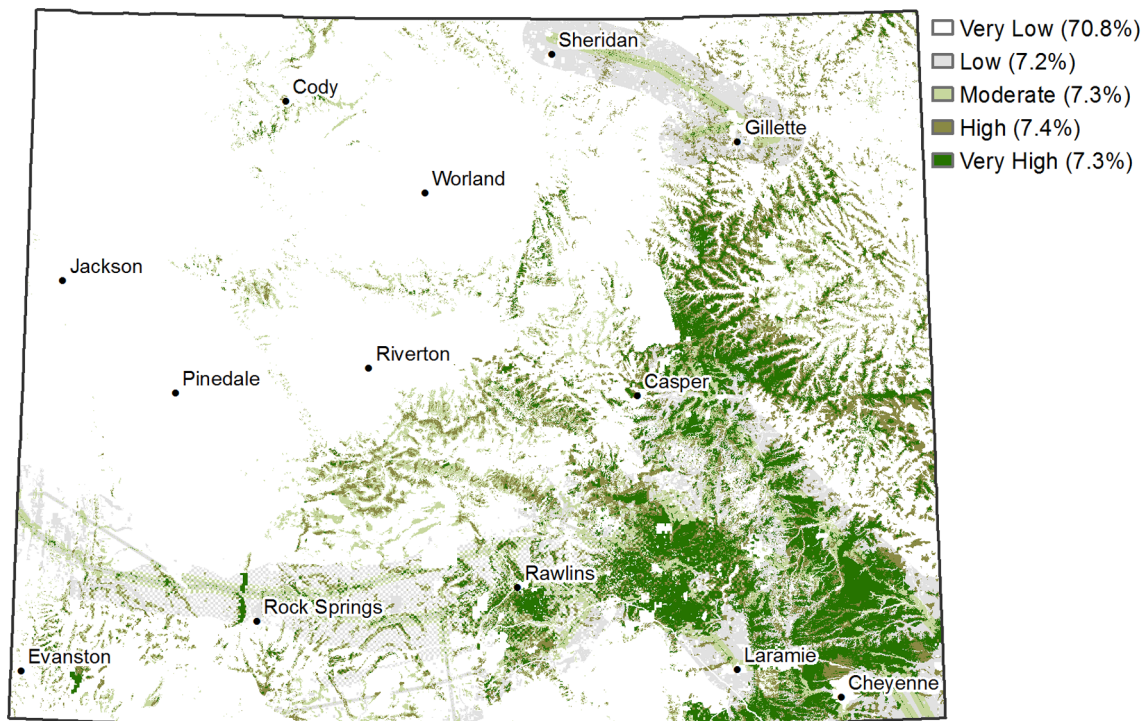 Sheridan
Cody
Gillette
Worland
Jackson
Riverton
Pinedale
Casper
Rawlins
Rock Springs
Evanston
Laramie
Cheyenne
Very Low (70.8%)
Low (7.2%)
Moderate (7.3%)
High (7.4%)
Very High (7.3%)